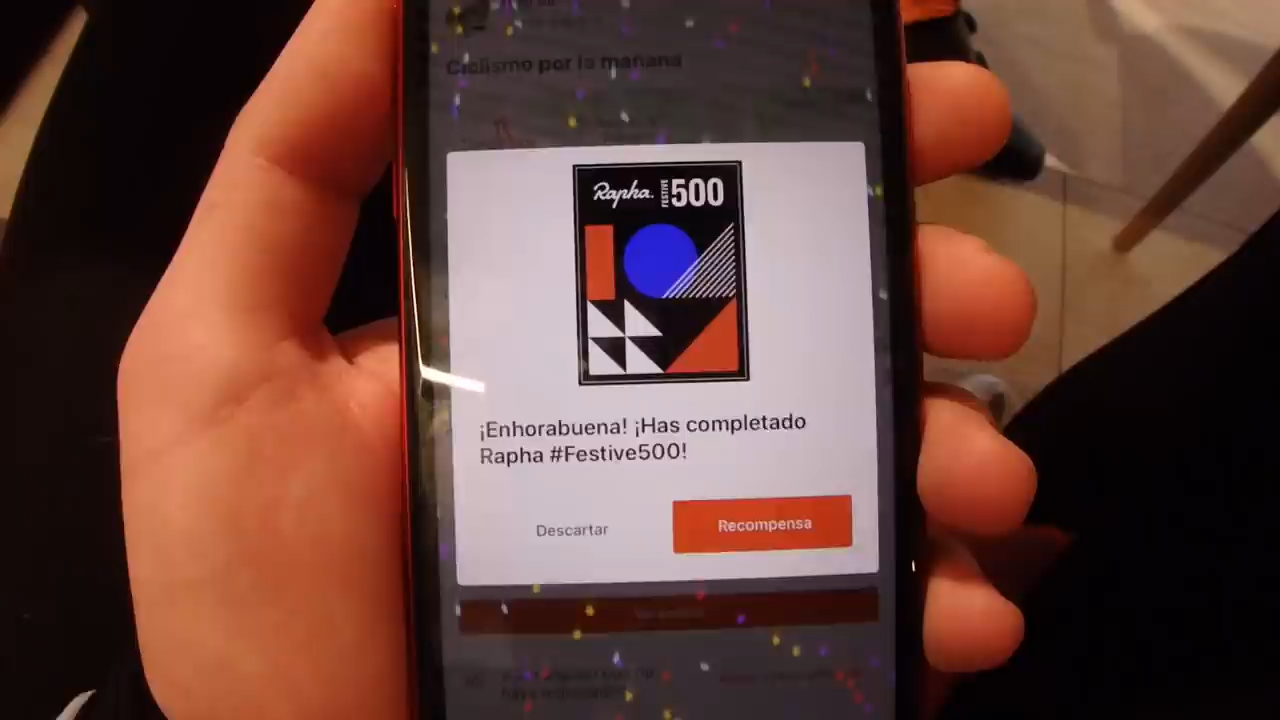 Ciclismo por la mañana
Rapha.
FESTIVE
500
¡Enhorabuena! ¡Has completado
Rapha #Festive500!
Descartar
Recompensa